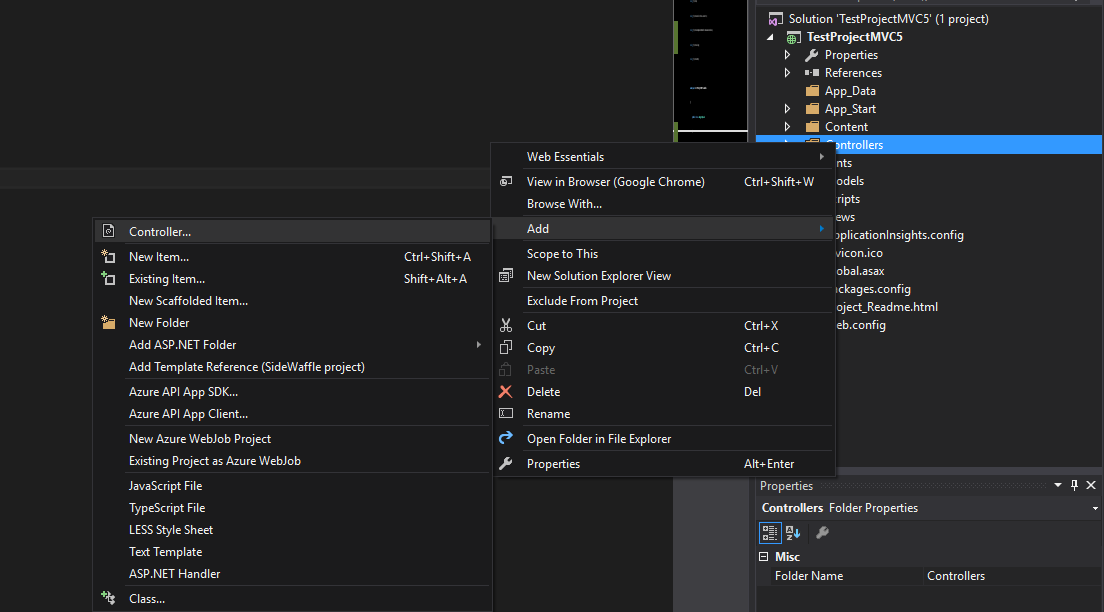 Solution 'TestProjectMVC5' (1 project)
TestProjectMVC5
Properties
References
App_Data
App_Start
Content
Controllers
nts
odels
ripts
ews
plicationInsights.config
vicon.ico
obal.asax
ckages.config
oject_Readme.html
eb.config
Web Essentials
View in Browser (Google Chrome) Ctrl+Shift+W
Browse With...
Add
Scope to This
New Solution Explorer View
Exclude From Project
Cut Ctrl+X
Copy Ctrl+C
Paste Ctrl+V
Delete Del
Rename
Open Folder in File Explorer
Properties Alt+Enter
Controller...
New Item... Ctrl+Shift+A
Existing Item... Shift+Alt+A
New Scaffolded Item...
New Folder
Add ASP.NET Folder
Add Template Reference (SideWaffle project)
Azure API App SDK...
Azure API App Client...
New Azure WebJob Project
Existing Project as Azure WebJob
JavaScript File
TypeScript File
LESS Style Sheet
Text Template
ASP.NET Handler
Class...
Properties
Controllers Folder Properties
Misc
Folder Name Controllers